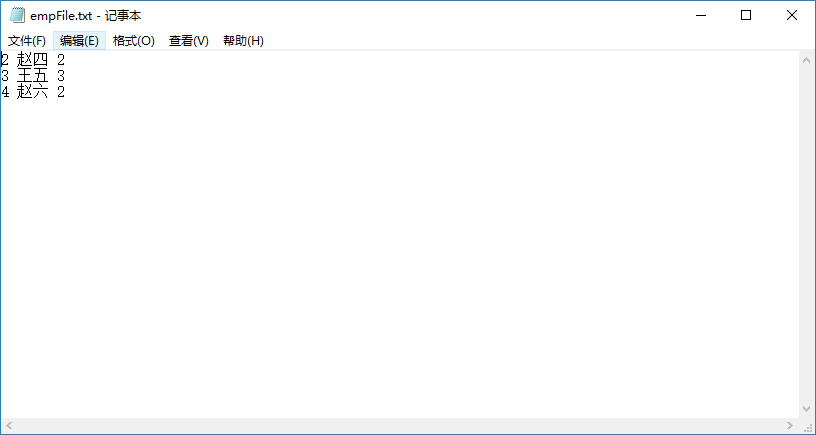 empFile.txt - 记事本
文件(F) 编辑(E) 格式(O) 查看(V) 帮助(H)
2 赵四 2
3 王五 3
4 赵六 2